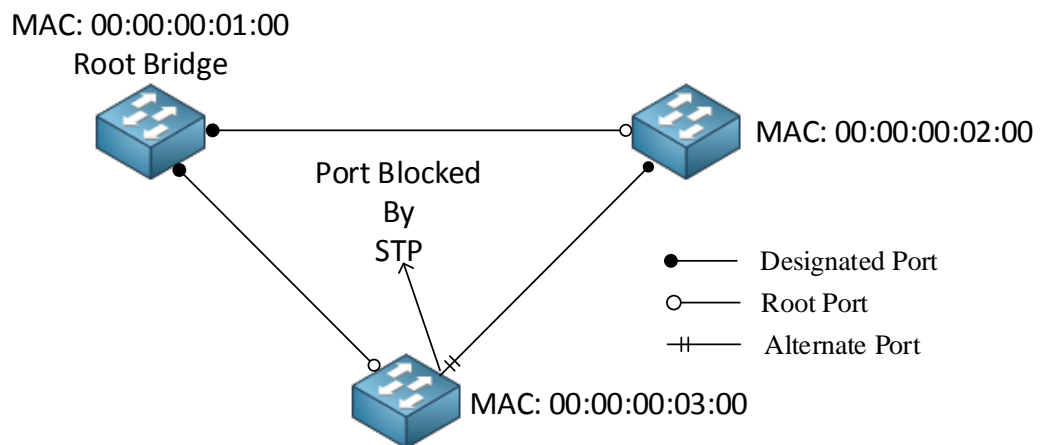 MAC: 00:00:00:01:00
Root Bridge
MAC: 00:00:00:02:00
Port Blocked
By
STP
Designated Port
Root Port
Alternate Port
MAC: 00:00:00:03:00